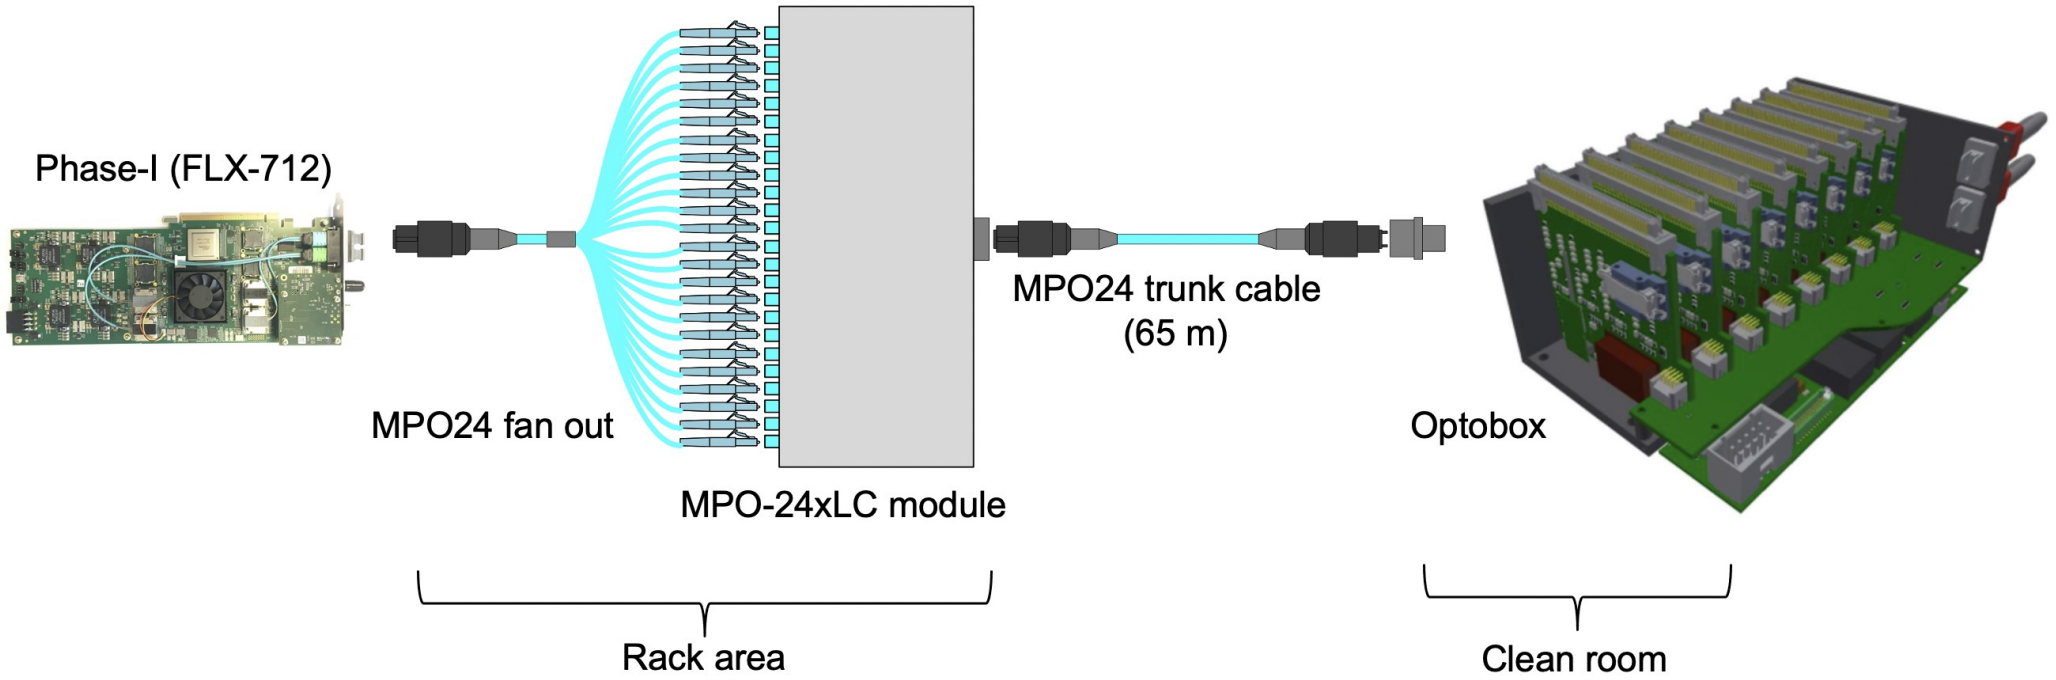 Phase-I (FLX-712)
MPO24 fan out
MPO-24xLC module
MPO24 trunk cable
(65 m)
Optobox
Rack area
Clean room